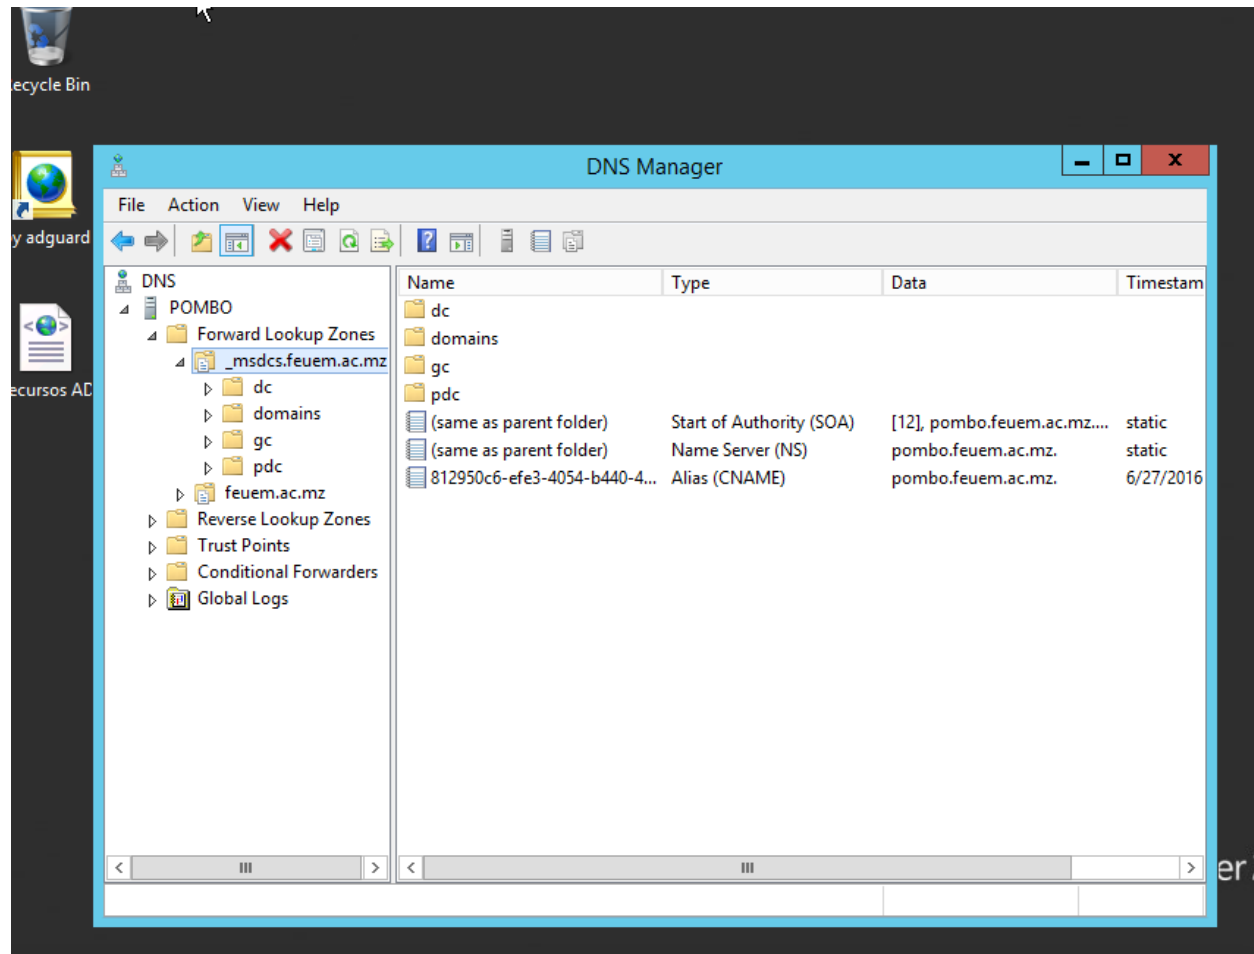 ecycle Bin
DNS Manager
File Action View Help
y adguard
ecursos AD
DNS
POMBO
Forward Lookup Zones
_msdcs.feuem.ac.mz
dc
domains
gc
pdc
feuem.ac.mz
Reverse Lookup Zones
Trust Points
Conditional Forwarders
Global Logs
Name Type Data Timestam
dc
domains
gc
pdc
(same as parent folder) Start of Authority (SOA) [12], pombo.feuem.ac.mz.... static
(same as parent folder) Name Server (NS) pombo.feuem.ac.mz. static
812950c6-efe3-4054-b440-4... Alias (CNAME) pombo.feuem.ac.mz. 6/27/2016
er